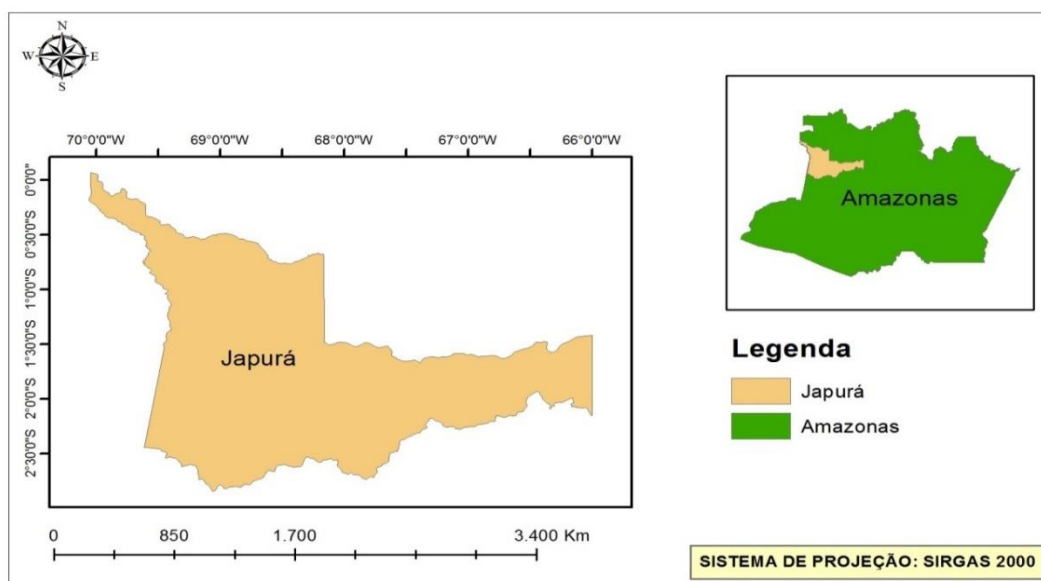 N
W E
S
70°0'0"W 69°0'0"W 68°0'0"W 67°0'0"W 66°0'0"W
0°0'0"
0°30'0"S
1°0'0"S
1°30'0"S
2°0'0"S
2°30'0"S
Japurá
0 850 1.700 3.400 Km
Amazonas
Legenda
Japurá
Amazonas
SISTEMA DE PROJEÇÃO: SIRGAS 2000